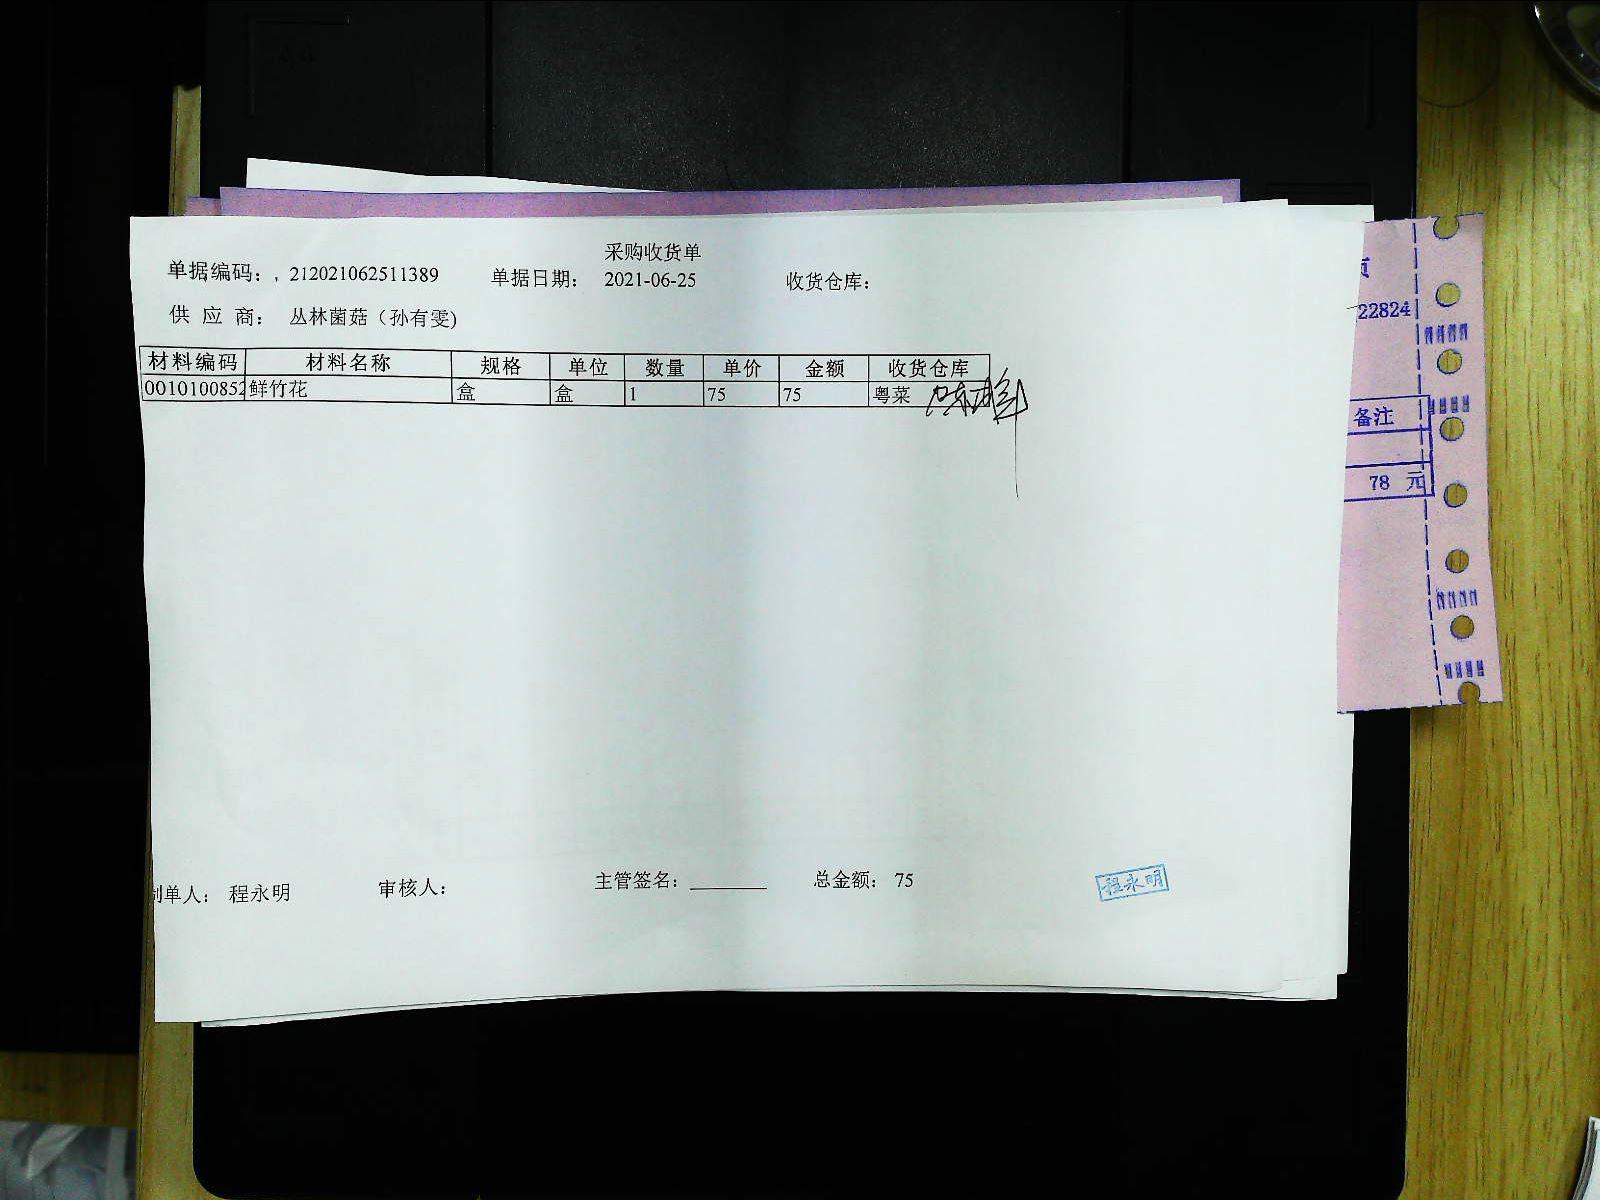 采购收货单
单据编码：. 212021062511389 单据日期： 2021-06-25 收货仓库：
供 应 商： 丛林菌菇（孙有雯)
材料编码 材料名称 规格 单位 数量 单价 金额 收货仓库
0010100852 鲜竹花 盒 盒 1 75 75 粤菜
制单人： 程永明 审核人： 主管签名：________ 总金额： 75
程永明
22824
备注
78 元